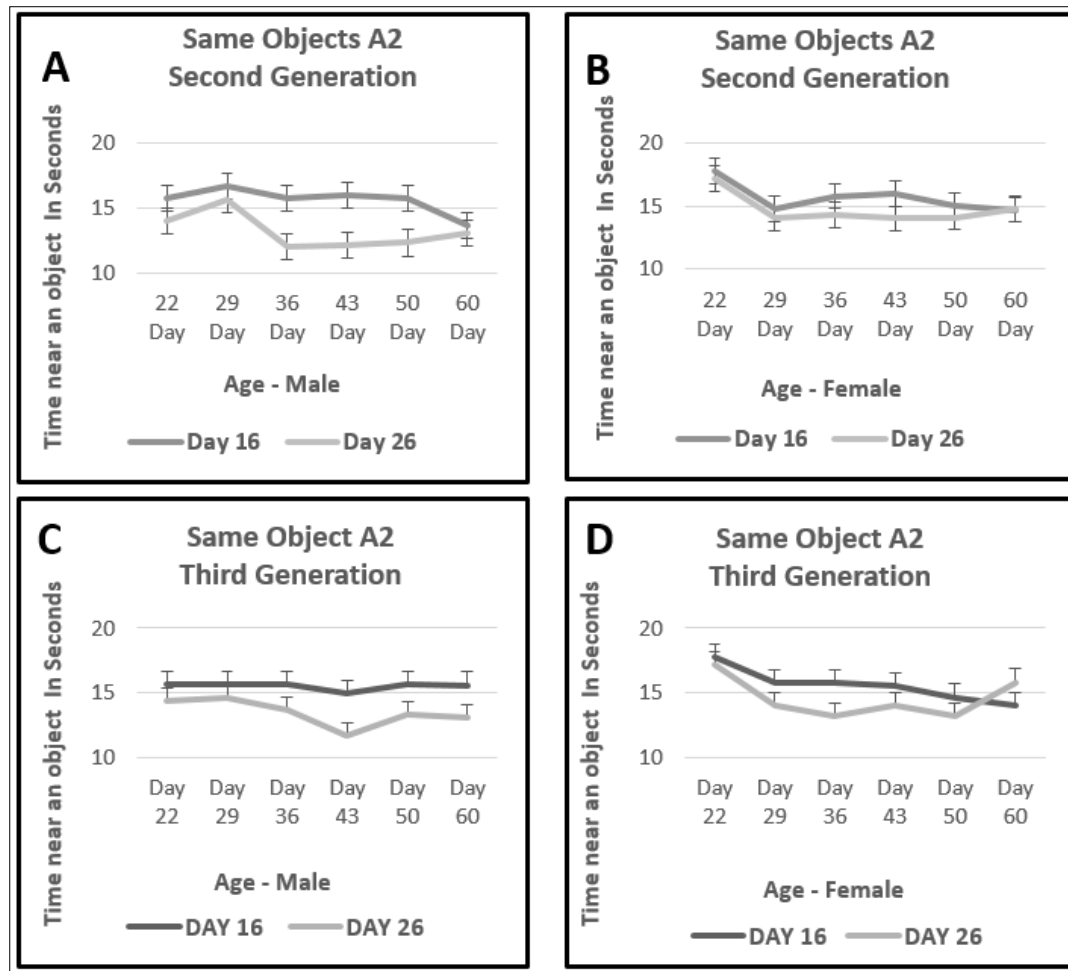 A
Same Objects A2
Second Generation
Time near an object In Seconds
20
15
10
22 29 36 43 50 60
Day Day Day Day Day Day
Age - Male
Day 16 Day 26
B
Same Objects A2
Second Generation
Time near an object In Seconds
20
15
10
22 29 36 43 50 60
Day Day Day Day Day Day
Age - Female
Day 16 Day 26
C
Same Object A2
Third Generation
Time near an object In Seconds
20
15
10
Day Day Day Day Day Day
22 29 36 43 50 60
Age - Male
DAY 16 DAY 26
D
Same Object A2
Third Generation
Time near an object In Seconds
20
15
10
Day Day Day Day Day Day
22 29 36 43 50 60
Age - Female
DAY 16 DAY 26